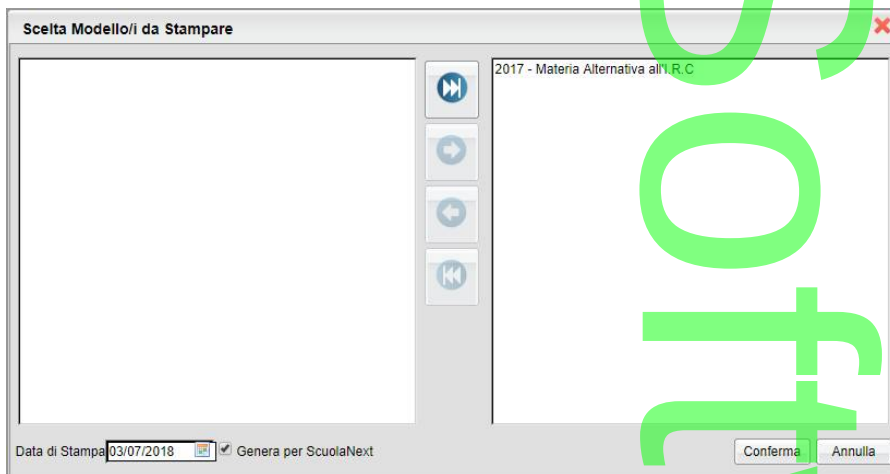 Scelta Modello/i da Stampare
2017 - Materia Alternativa all'I.R.C
Data di Stampa 03/07/2018 Genera per ScuolaNext
Conferma Annulla
Soft